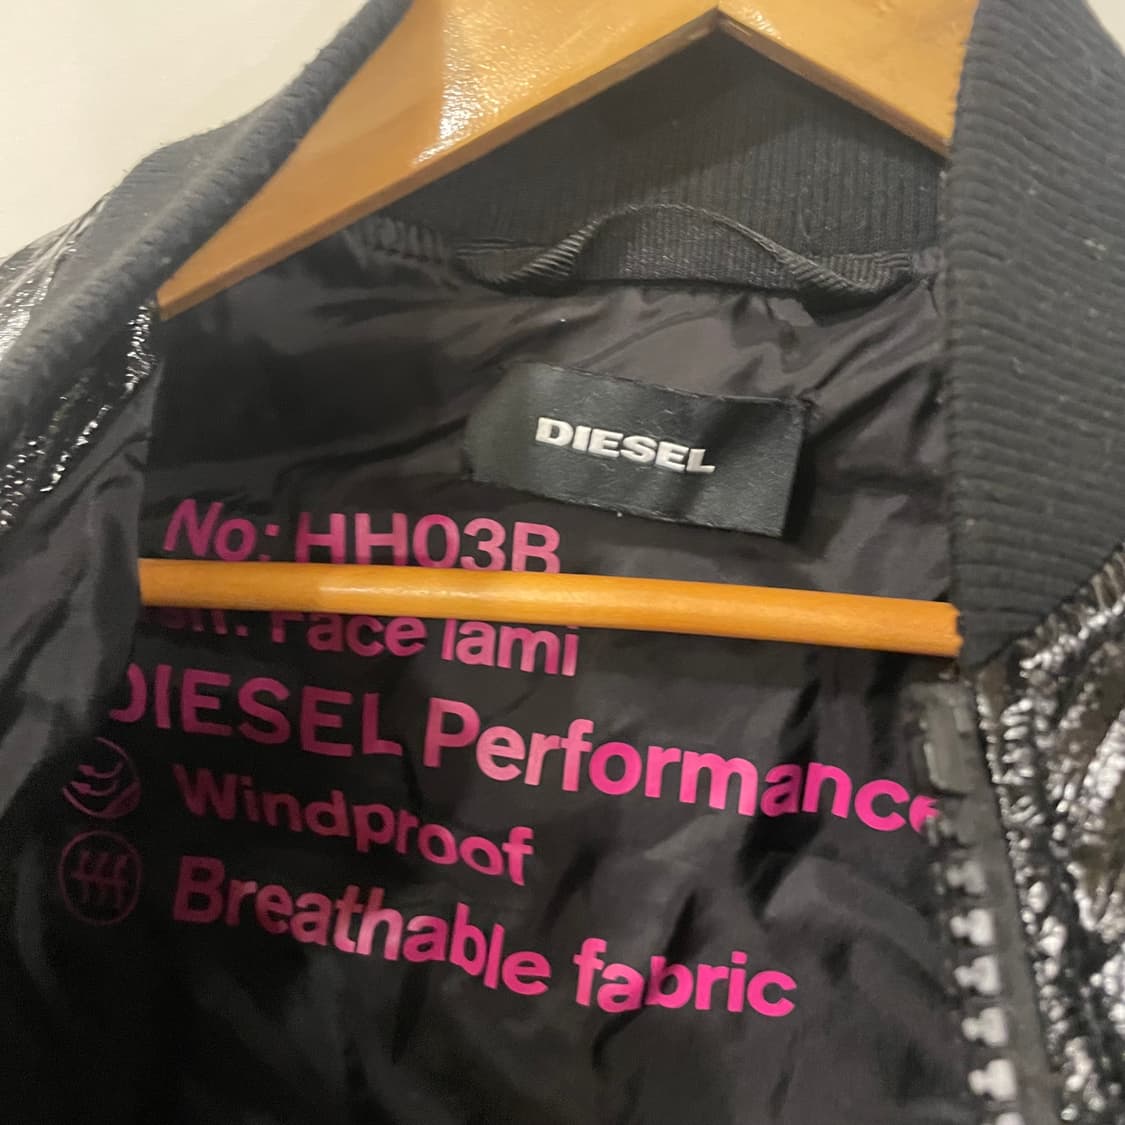 DIESEL
No: HH03B
Face lami
DIESEL Performance
Windproof
Breathable fabric